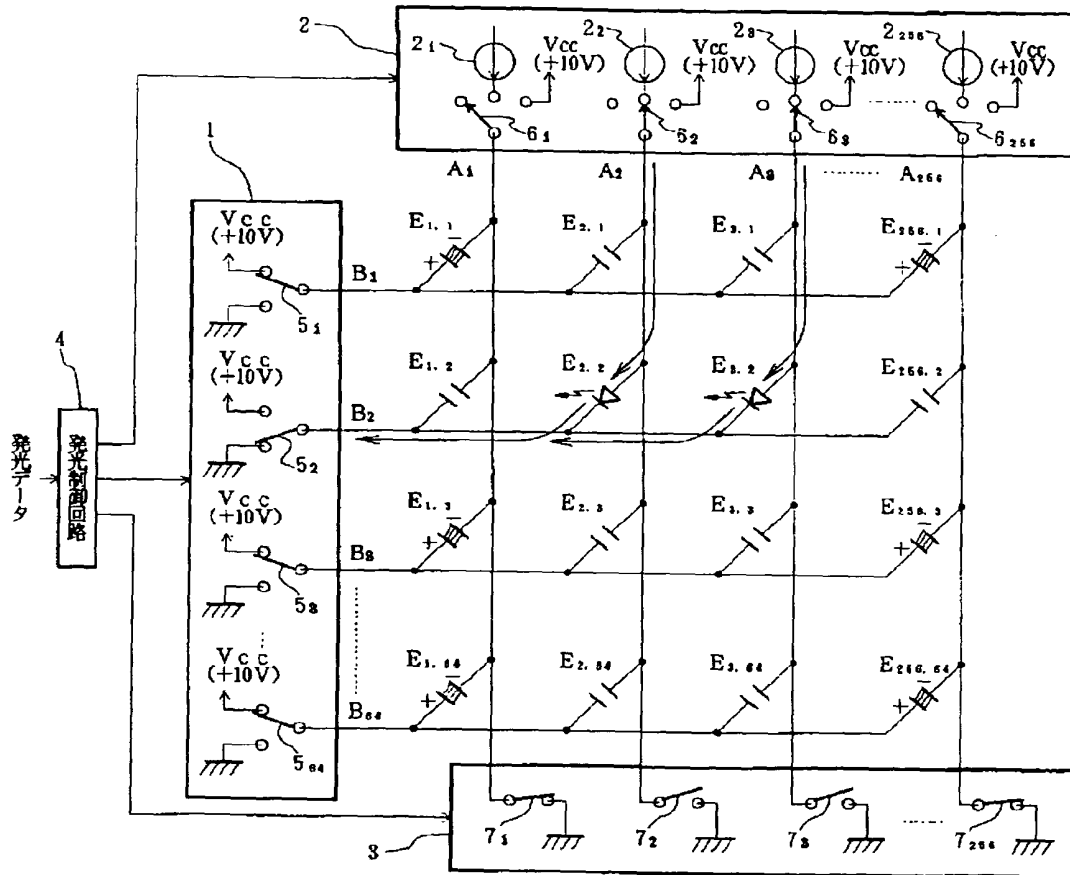 2
2₁
Vcc
(+10V)
2₂
Vcc
(+10V)
2₃
Vcc
(+10V)
2₂₅₆
Vcc
(+10V)
6₁
6₂
6₃
6₂₅₆
A₁
A₂
A₃
A₂₅₆
1
Vcc
(+10V)
B₁
5₁
E₁.₁
E₂.₁
E₃.₁
E₂₅₆.₁
+
−
+
−
4
発光データ
発光制御回路
Vcc
(+10V)
B₂
5₂
E₁.₂
E₂.₂
E₃.₂
E₂₅₆.₂
Vcc
(+10V)
B₃
5₃
E₁.₃
E₂.₃
E₃.₃
E₂₅₆.₃
+
−
+
−
Vcc
(+10V)
B₆₄
5₆₄
E₁.₆₄
E₂.₆₄
E₃.₆₄
E₂₅₆.₆₄
+
−
+
−
3
7₁
7₂
7₃
7₂₅₆